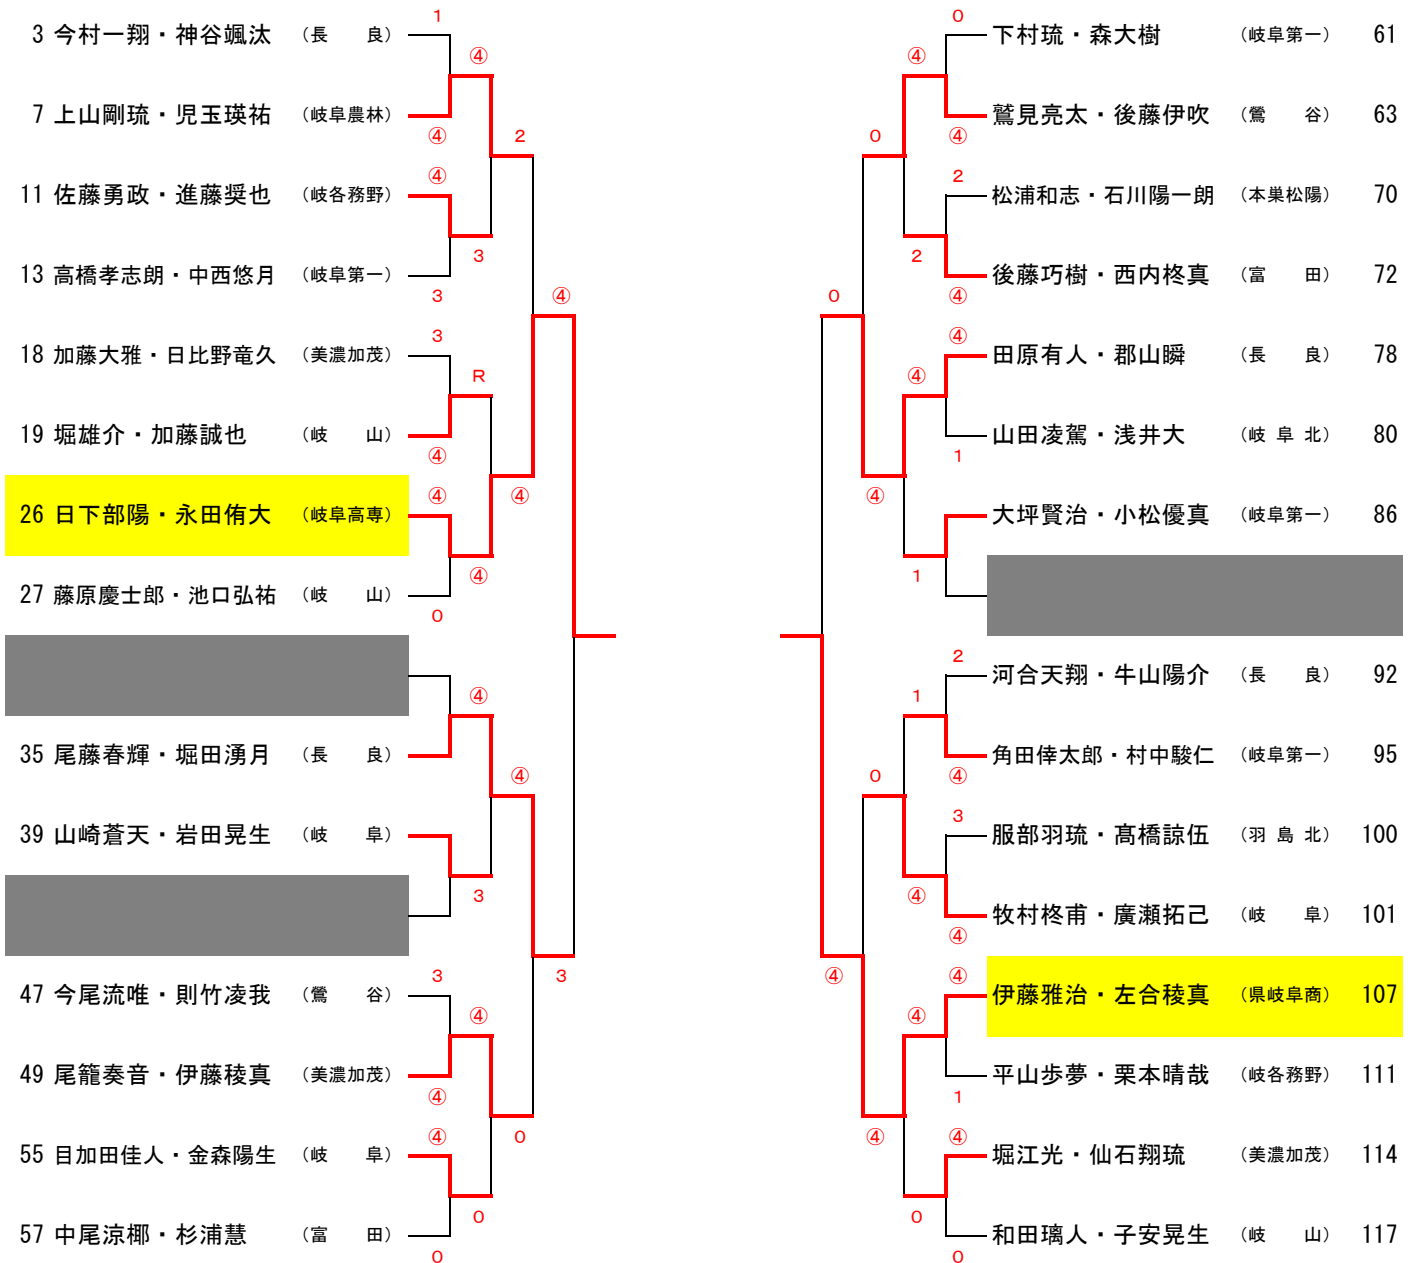 3 今村一翔・神谷颯汰 （長　　良） 1
④
7 上山剛琉・児玉瑛祐 （岐阜農林） ④
2
11 佐藤勇政・進藤奨也 （岐各務野） ④
3
13 高橋孝志朗・中西悠月 （岐阜第一） 3
④
18 加藤大雅・日比野竜久 （美濃加茂） 3
R
19 堀雄介・加藤誠也 （岐　　山） ④
④
26 日下部陽・永田侑大 （岐阜高専） ④
④
27 藤原慶士郎・池口弘祐 （岐　　山） 0
④
35 尾藤春輝・堀田湧月 （長　　良）
④
39 山崎蒼天・岩田晃生 （岐　　阜）
3
3
47 今尾流唯・則竹凌我 （鶯　　谷） 3
④
49 尾籠奏音・伊藤稜真 （美濃加茂） ④
0
55 目加田佳人・金森陽生 （岐　　阜） ④
0
57 中尾涼梛・杉浦慧 （富　　田） 0
0 下村琉・森大樹 （岐阜第一） 61
④
④ 鷲見亮太・後藤伊吹 （鶯　　谷） 63
0
2 松浦和志・石川陽一朗 （本巣松陽） 70
2
④ 後藤巧樹・西内柊真 （富　　田） 72
0
④ 田原有人・郡山瞬 （長　　良） 78
④
1 山田凌駕・浅井大 （岐 阜 北） 80
④
大坪賢治・小松優真 （岐阜第一） 86
1
2 河合天翔・牛山陽介 （長　　良） 92
1
④ 角田倖太郎・村中駿仁 （岐阜第一） 95
0
3 服部羽琉・髙橋諒伍 （羽 島 北） 100
④
④ 牧村柊甫・廣瀬拓己 （岐　　阜） 101
④
④ 伊藤雅治・左合稜真 （県岐阜商） 107
④
1 平山歩夢・栗本晴哉 （岐各務野） 111
④
④ 堀江光・仙石翔琉 （美濃加茂） 114
0
0 和田璃人・子安晃生 （岐　　山） 117